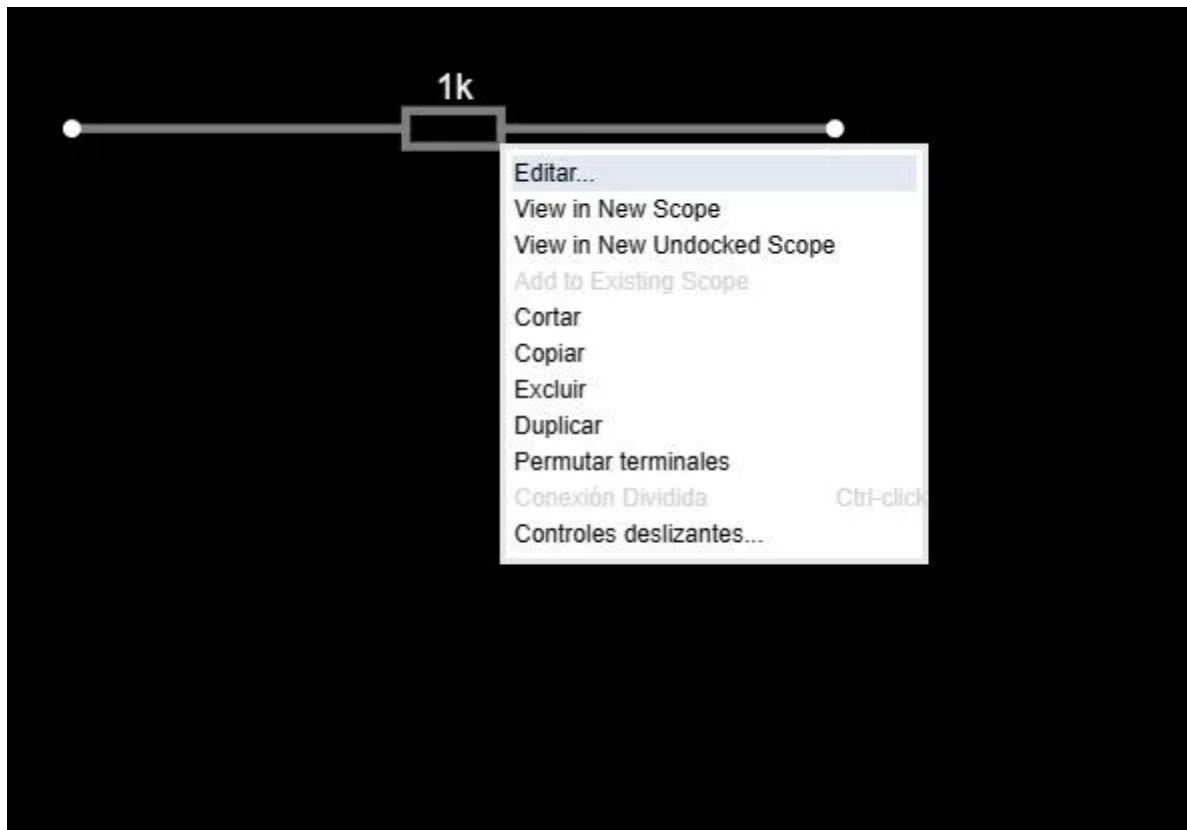 1k
Editar...
View in New Scope
View in New Undocked Scope
Add to Existing Scope
Cortar
Copiar
Excluir
Duplicar
Permutar terminales
Conexión Dividida Ctrl-click
Controles deslizantes...